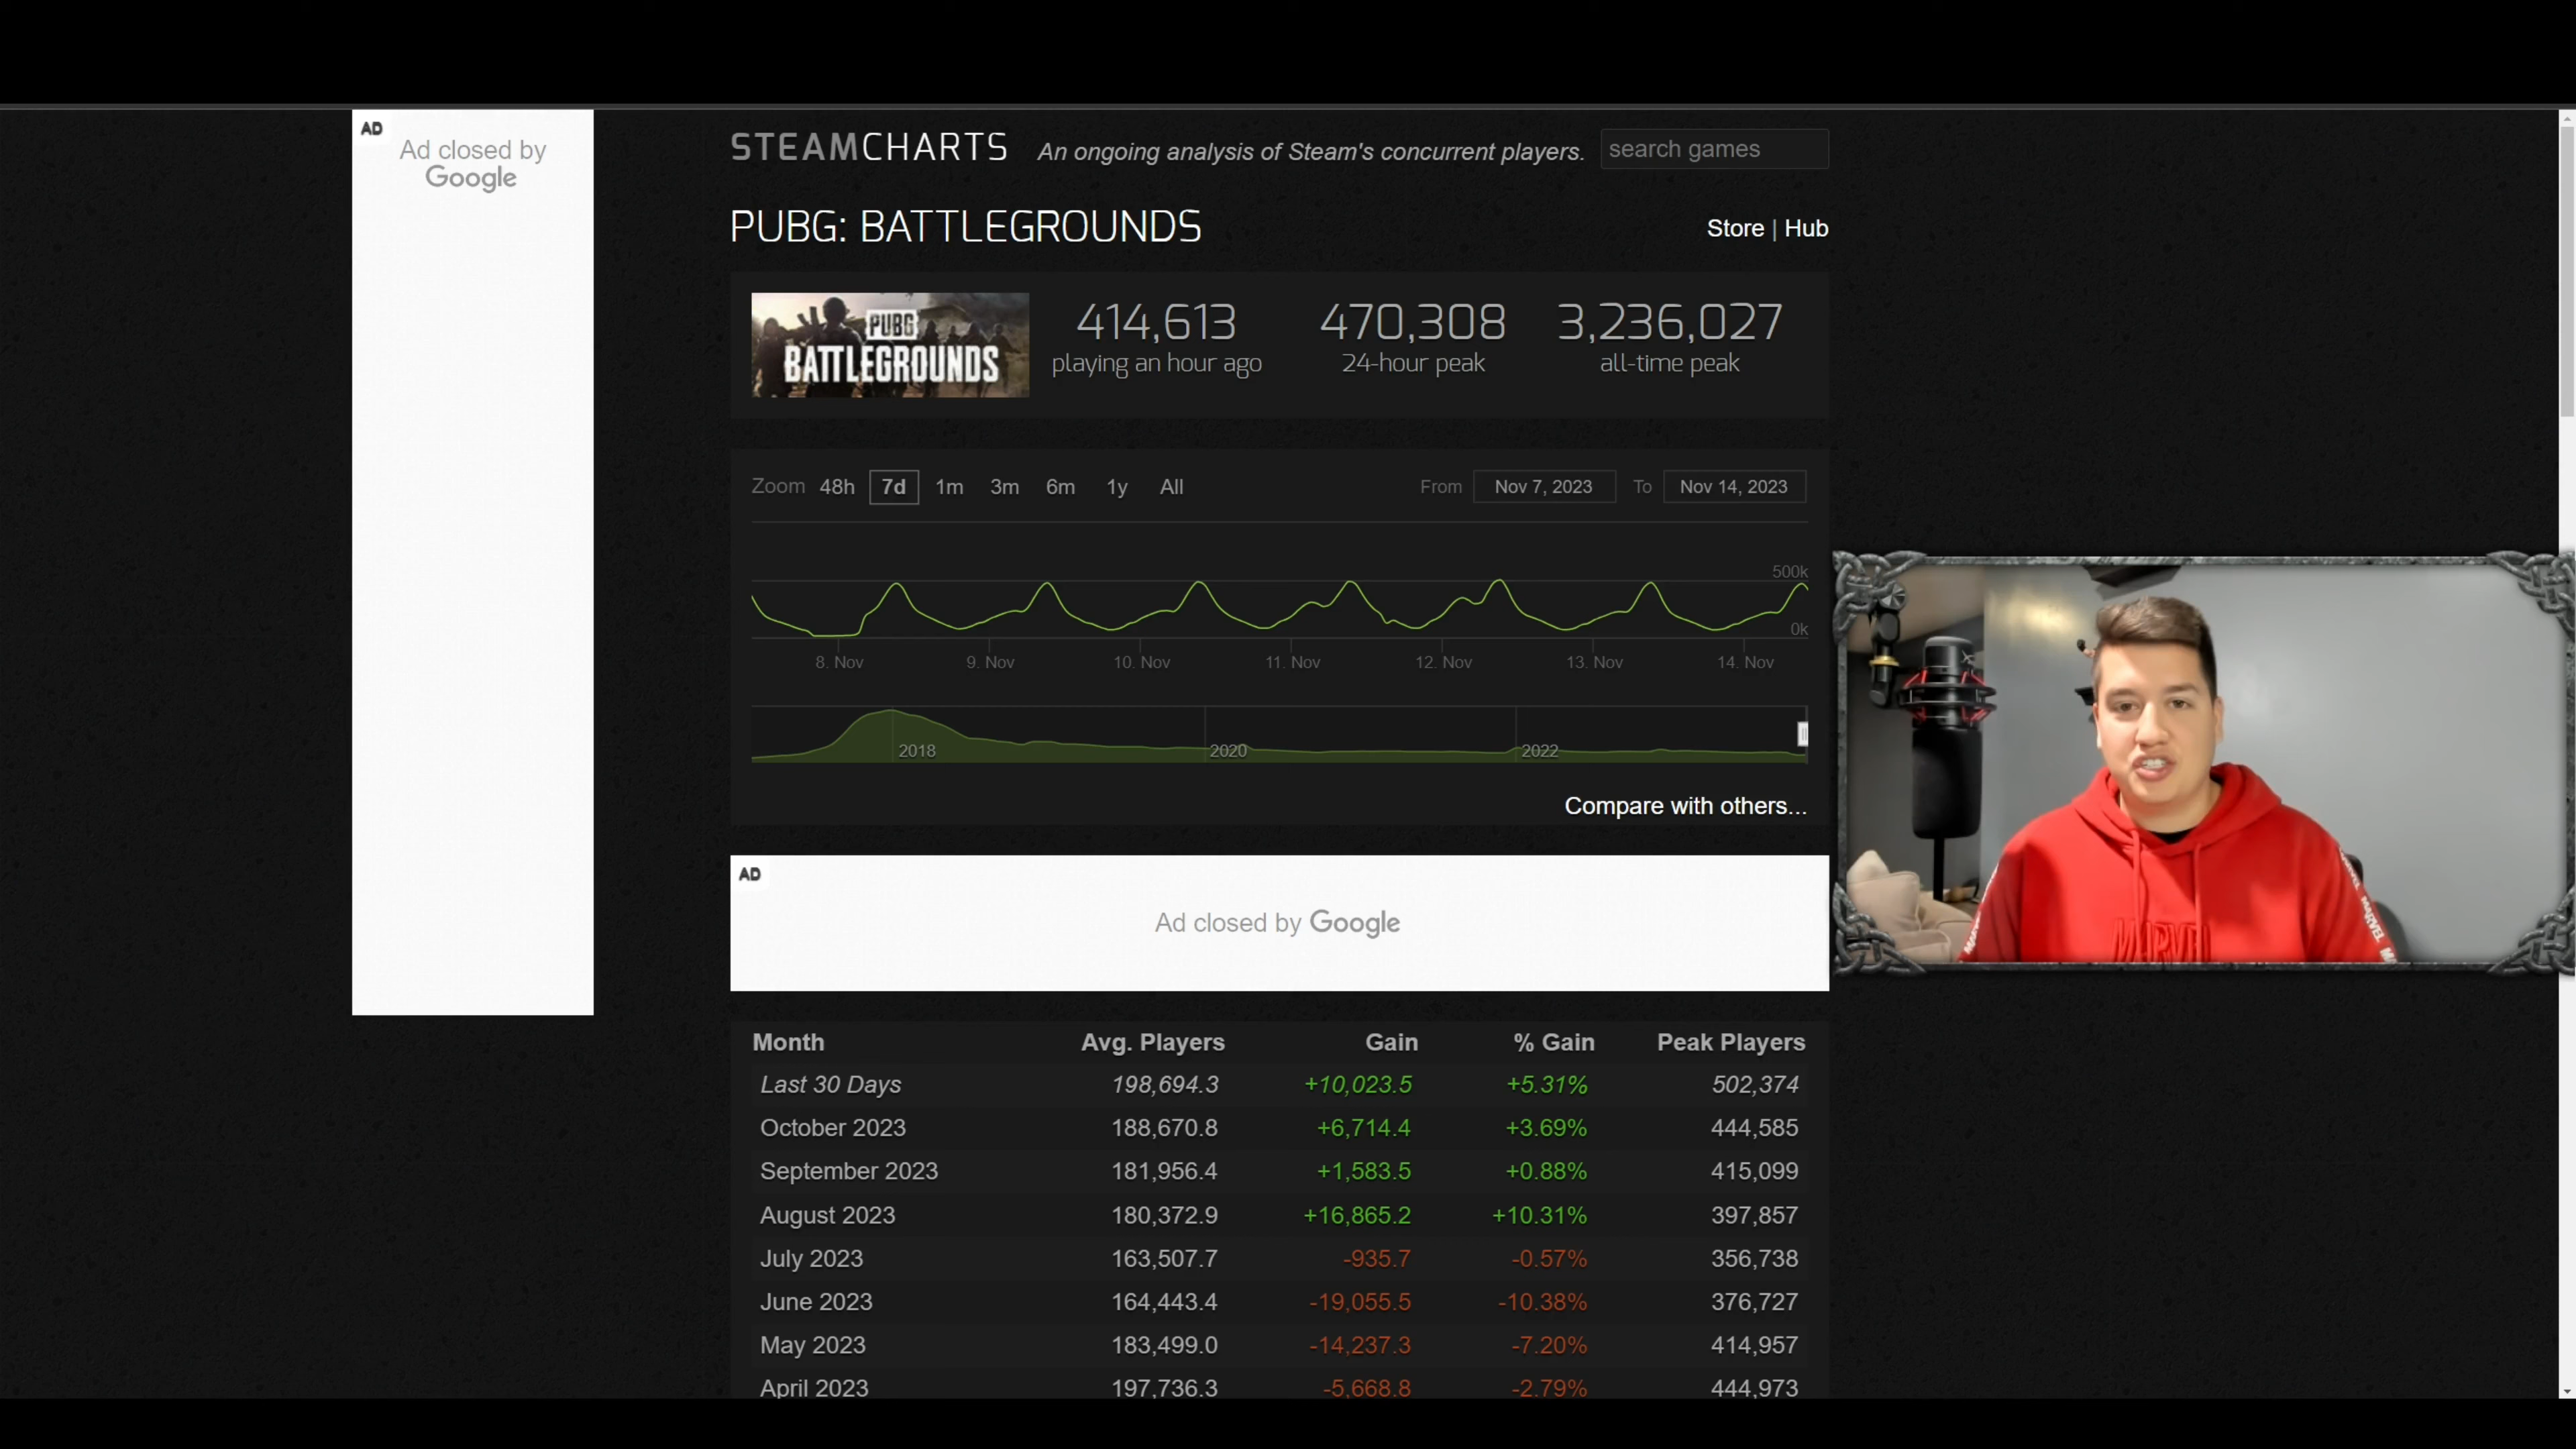 AD
Ad closed by
Google
STEAMCHARTS An ongoing analysis of Steam's concurrent players. search games
PUBG: BATTLEGROUNDS Store | Hub
PUBG
BATTLEGROUNDS
414,613 470,308 3,236,027
playing an hour ago 24-hour peak all-time peak
Zoom 48h 7d 1m 3m 6m 1y All From Nov 7, 2023 To Nov 14, 2023
500k
0k
8. Nov 9. Nov 10. Nov 11. Nov 12. Nov 13. Nov 14. Nov
2018 2020 2022
Compare with others...
AD
Ad closed by Google
MARVEL
MARVEL
Month Avg. Players Gain % Gain Peak Players
Last 30 Days 198,694.3 +10,023.5 +5.31% 502,374
October 2023 188,670.8 +6,714.4 +3.69% 444,585
September 2023 181,956.4 +1,583.5 +0.88% 415,099
August 2023 180,372.9 +16,865.2 +10.31% 397,857
July 2023 163,507.7 -935.7 -0.57% 356,738
June 2023 164,443.4 -19,055.5 -10.38% 376,727
May 2023 183,499.0 -14,237.3 -7.20% 414,957
April 2023 197,736.3 -5,668.8 -2.79% 444,973